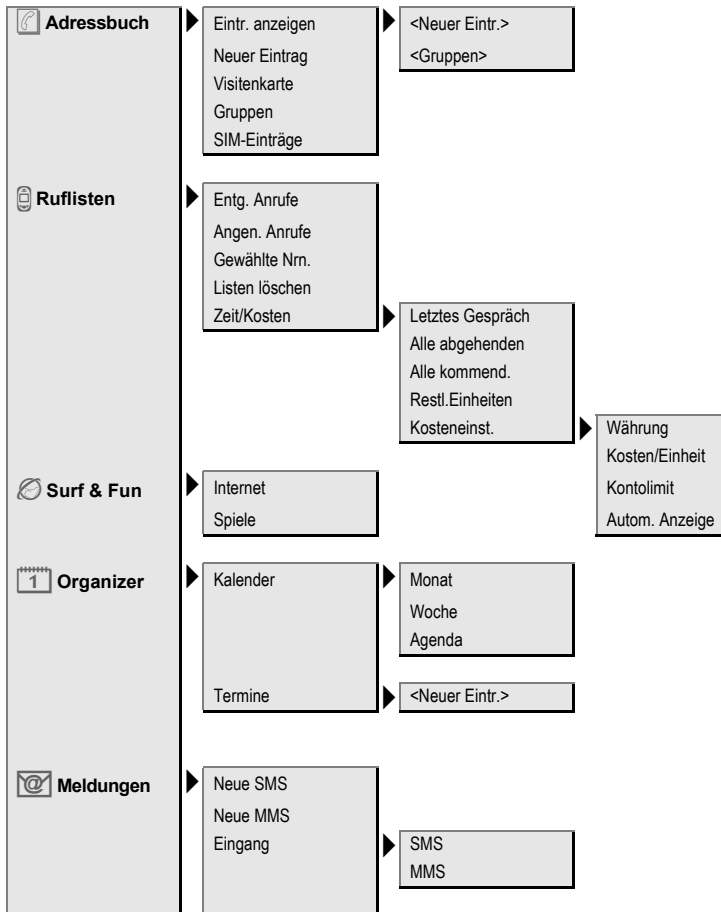 Adressbuch
Eintr. anzeigen
<Neuer Eintr.>
Neuer Eintrag
<Gruppen>
Visitenkarte
Gruppen
SIM-Einträge
Ruflisten
Entg. Anrufe
Angen. Anrufe
Gewählte Nrn.
Listen löschen
Zeit/Kosten
Letztes Gespräch
Alle abgehenden
Alle kommend.
Restl.Einheiten
Kosteneinst.
Währung
Kosten/Einheit
Kontolimit
Autom. Anzeige
Surf & Fun
Internet
Spiele
1 Organizer
Kalender
Monat
Woche
Agenda
Termine
<Neuer Eintr.>
@ Meldungen
Neue SMS
Neue MMS
Eingang
SMS
MMS